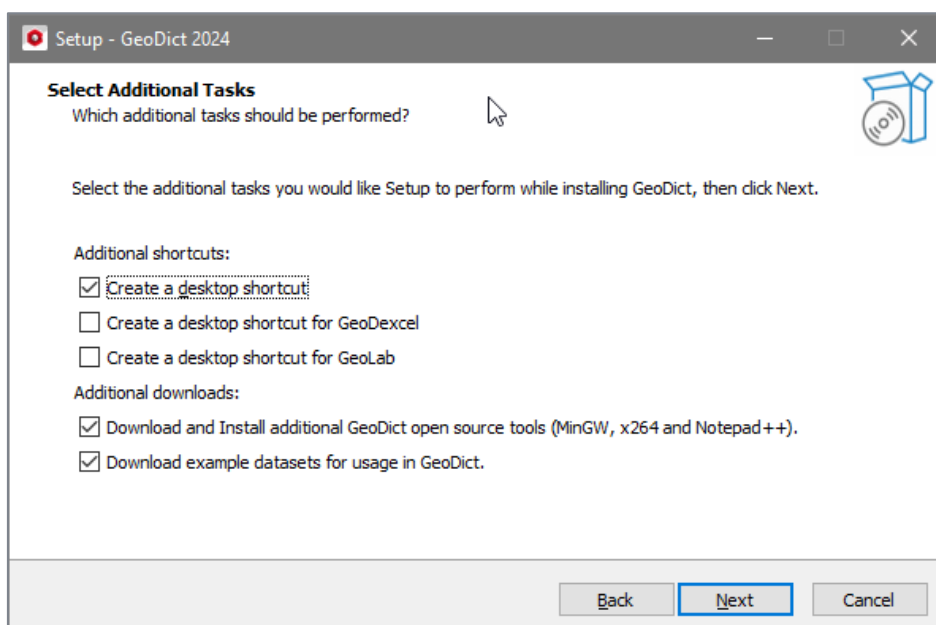 Setup - GeoDict 2024
Select Additional Tasks
Which additional tasks should be performed?
Select the additional tasks you would like Setup to perform while installing GeoDict, then click Next.
Additional shortcuts:
Create a desktop shortcut
Create a desktop shortcut for GeoDexcel
Create a desktop shortcut for GeoLab
Additional downloads:
Download and Install additional GeoDict open source tools (MinGW, x264 and Notepad++).
Download example datasets for usage in GeoDict.
Back Next Cancel